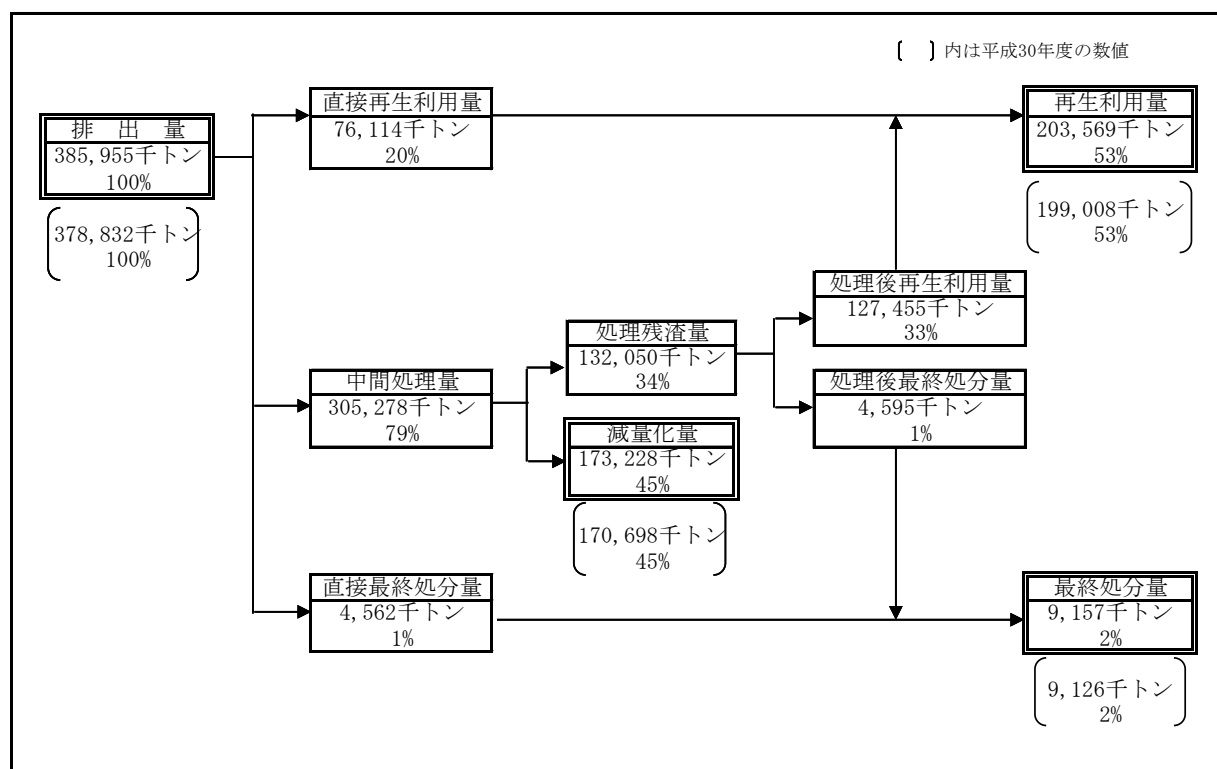 〔　〕内は平成30年度の数値
排　出　量
385,955千トン
100%
378,832千トン
100%
直接再生利用量
76,114千トン
20%
再生利用量
203,569千トン
53%
199,008千トン
53%
中間処理量
305,278千トン
79%
処理残渣量
132,050千トン
34%
減量化量
173,228千トン
45%
170,698千トン
45%
処理後再生利用量
127,455千トン
33%
処理後最終処分量
4,595千トン
1%
直接最終処分量
4,562千トン
1%
最終処分量
9,157千トン
2%
9,126千トン
2%